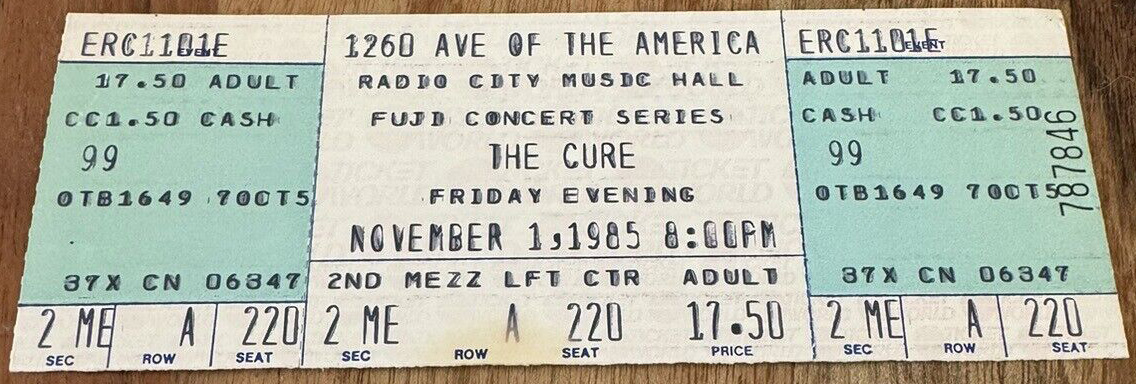 ERC1101E
EVENT
17.50 ADULT
CC1.50 CASH
99
OTB1649 70CT5
37X CN 06347
2 ME A 220
SEC ROW SEAT
1260 AVE OF THE AMERICA
RADIO CITY MUSIC HALL
FUJI CONCERT SERIES
THE CURE
FRIDAY EVENING
NOVEMBER 1,1985 8:00PM
2ND MEZZ LFT CTR ADULT
2 ME A 220 17.50
SEC ROW SEAT PRICE
ERC1101E
EVENT
ADULT 17.50
CASH CC1.50
99
OTB1649 70CT5
37X CN 06347
2 ME A 220
SEC ROW SEAT
787846